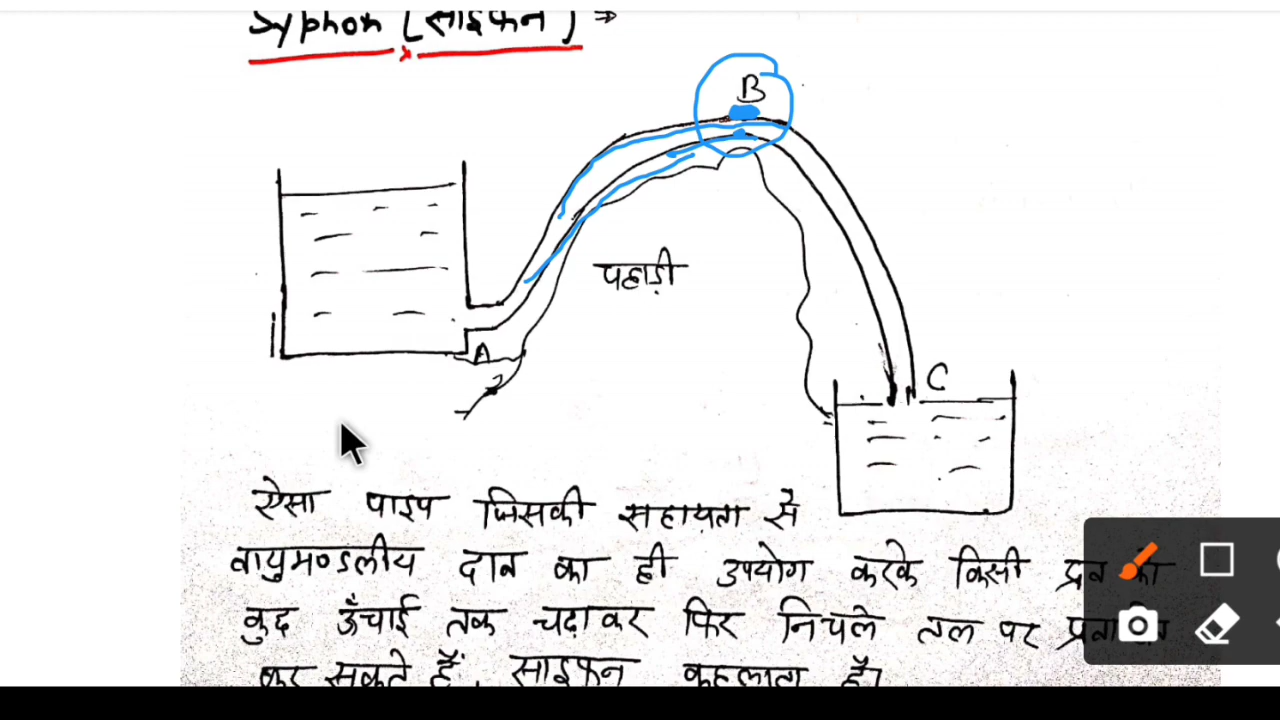 Syphon (साइफन) ⇒
B
पहाड़ी
A
C
ऐसा पाइप जिसकी सहायता से
वायुमण्डलीय दाब का ही उपयोग करके किसी द्रव को
कुछ ऊँचाई तक चढ़ाकर फिर निचले तल पर
कर सकते हैं, साइफन कहलाता है।